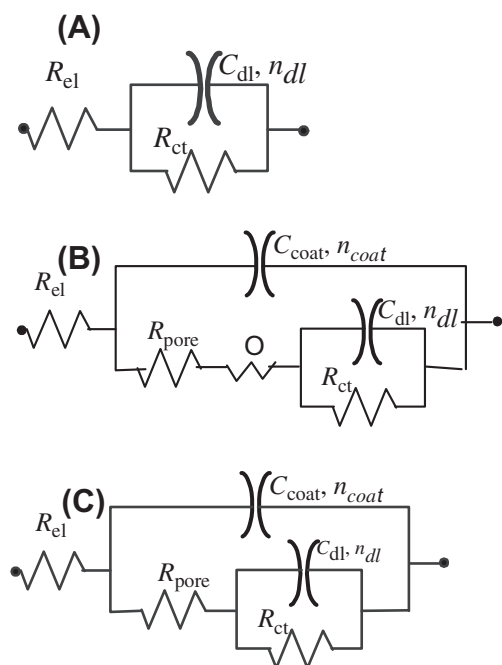 (A)
R_el
C_dl, n_dl
R_ct
(B)
R_el
C_coat, n_coat
R_pore
O
C_dl, n_dl
R_ct
(C)
R_el
C_coat, n_coat
R_pore
C_dl, n_dl
R_ct